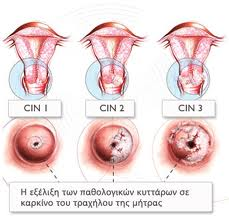 CIN 1 CIN 2 CIN 3
Η εξέλιξη των παθολογικών κυττάρων σε
καρκίνο του τραχήλου της μήτρας